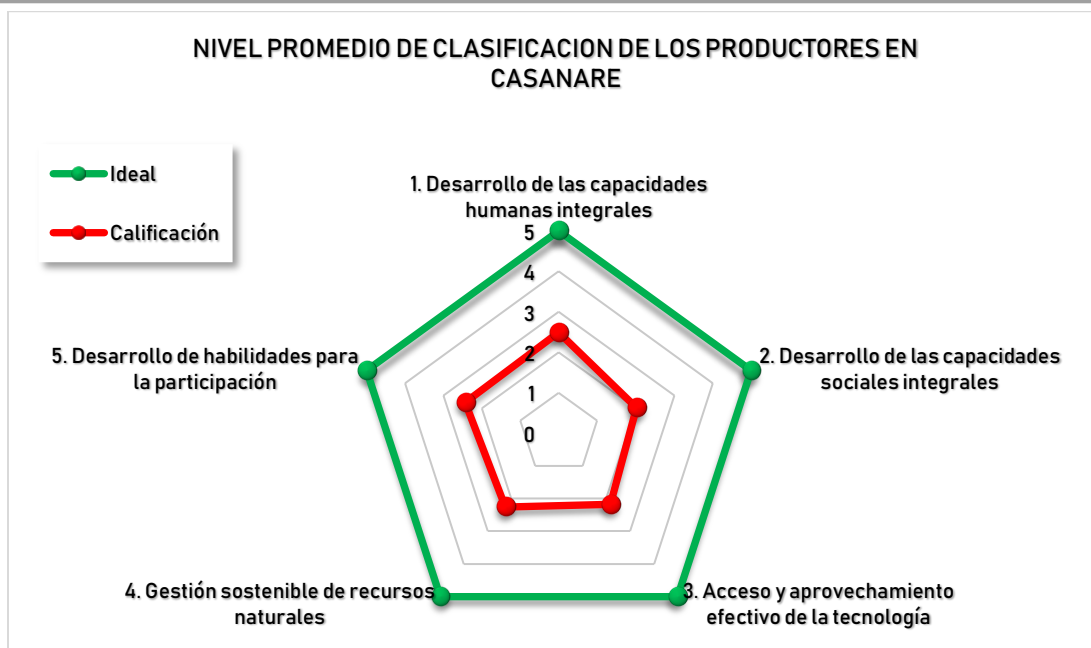 NIVEL PROMEDIO DE CLASIFICACION DE LOS PRODUCTORES EN
CASANARE
Ideal
Calificación
1. Desarrollo de las capacidades
humanas integrales
5
4
3
2
1
0
2. Desarrollo de las capacidades
sociales integrales
3. Acceso y aprovechamiento
efectivo de la tecnología
4. Gestión sostenible de recursos
naturales
5. Desarrollo de habilidades para
la participación